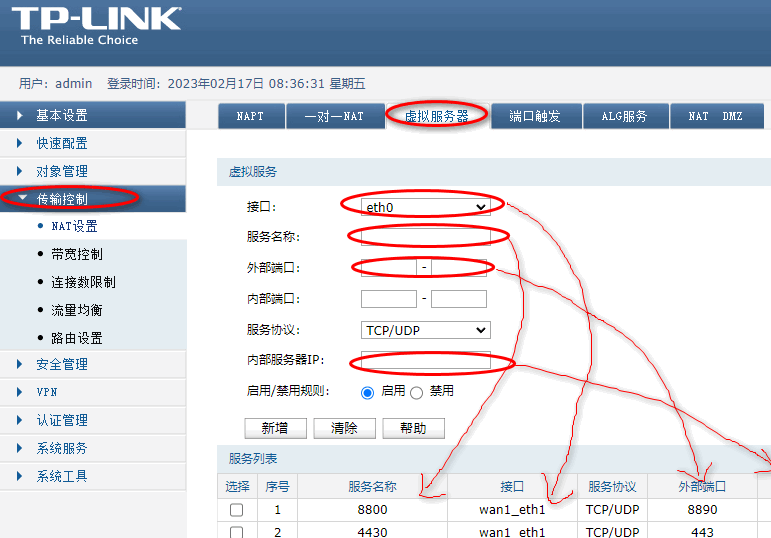 TP-LINK
The Reliable Choice
用户: admin 登录时间: 2023年02月17日 08:36:31 星期五
基本设置
快速配置
对象管理
传输控制
NAT设置
带宽控制
连接数限制
流量均衡
路由设置
安全管理
VPN
认证管理
系统服务
系统工具
NAPT 一对一NAT 虚拟服务器 端口触发 ALG服务 NAT DMZ
虚拟服务
接口: eth0
服务名称:
外部端口: -
内部端口: -
服务协议: TCP/UDP
内部服务器IP:
启用/禁用规则: 启用 禁用
新增 清除 帮助
服务列表
选择 序号 服务名称 接口 服务协议 外部端口
1 8800 wan1_eth1 TCP/UDP 8890
2 4430 wan1_eth1 TCP/UDP 443